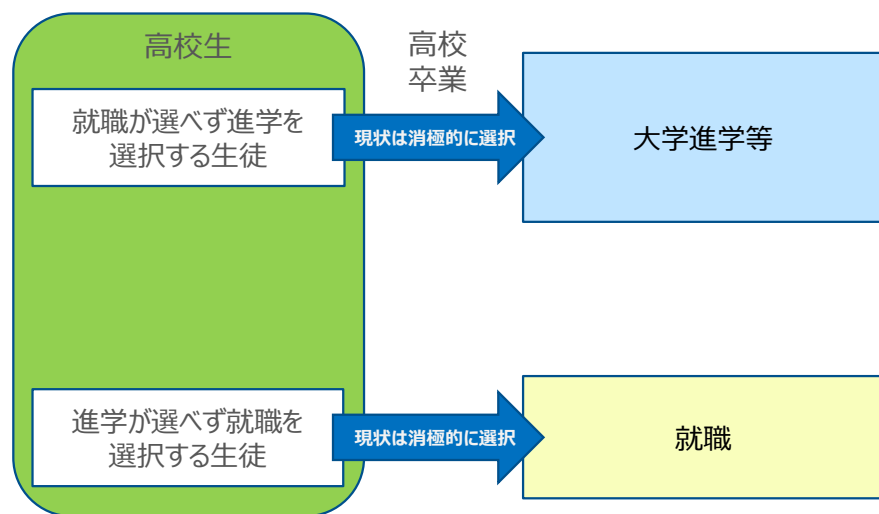 高校生
高校
卒業
就職が選べず進学を
選択する生徒
現状は消極的に選択
大学進学等
進学が選べず就職を
選択する生徒
現状は消極的に選択
就職